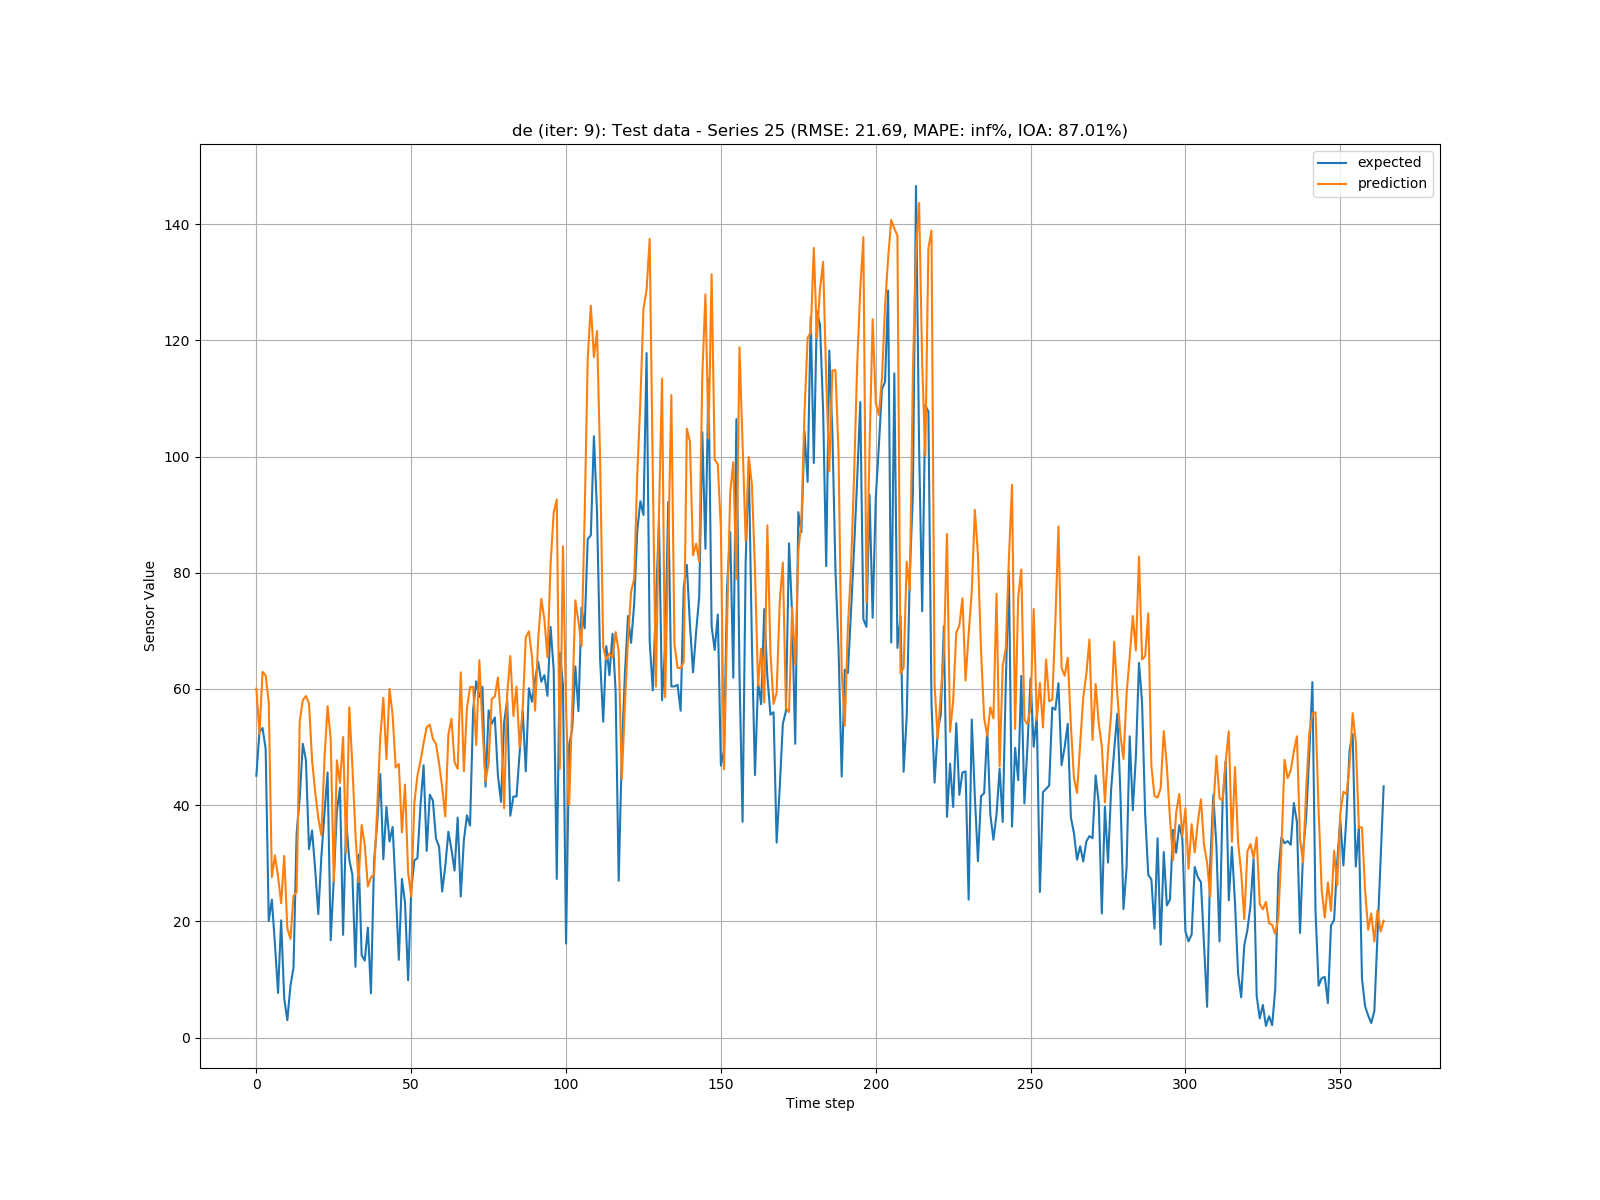 de (iter: 9): Test data - Series 25 (RMSE: 21.69, MAPE: inf%, IOA: 87.01%)
expected
prediction
140
120
100
80
60
40
20
0
Sensor Value
0 50 100 150 200 250 300 350
Time step